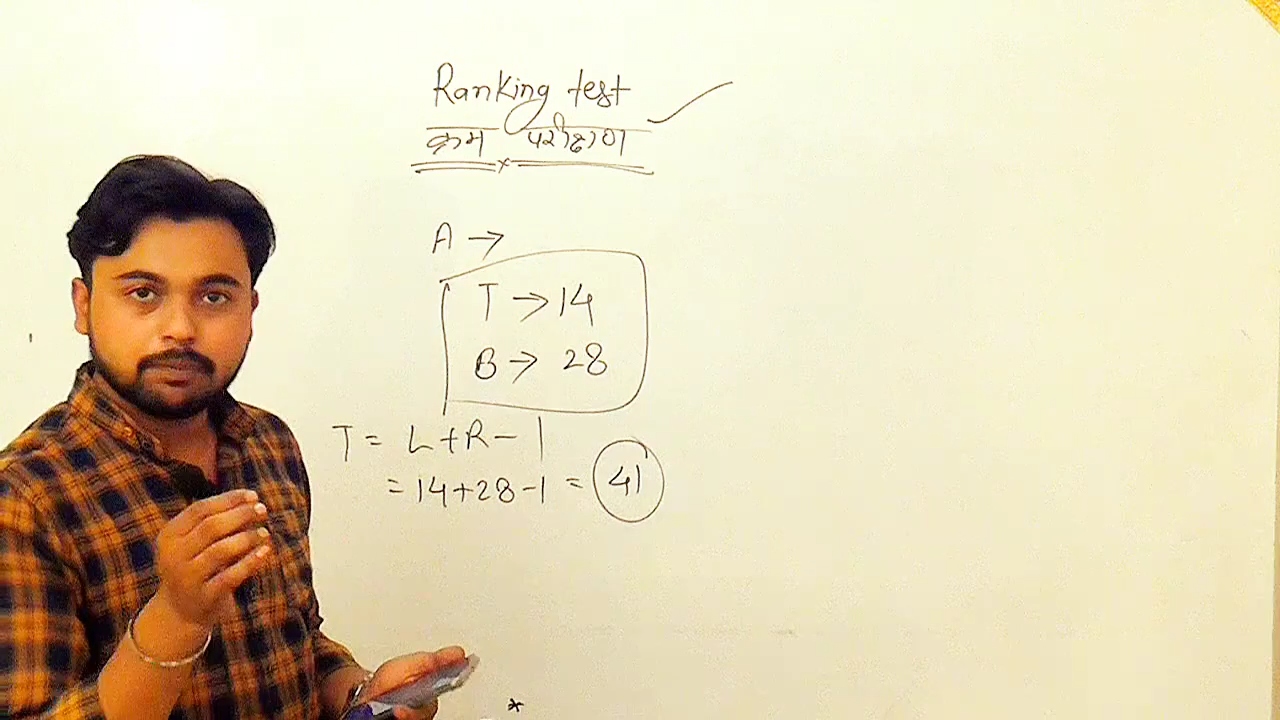 Ranking test
क्रम परीक्षण
A →
T → 14
B → 28
T = L + R - 1
= 14 + 28 - 1 = 41